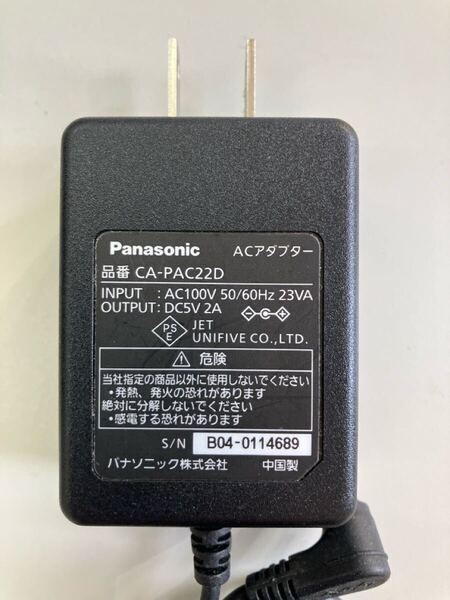 Panasonic ACアダプター
品番 CA-PAC22D
INPUT : AC100V 50/60Hz 23VA
OUTPUT: DC5V 2A
PS E JET
UNIFIVE CO.,LTD.
危険
当社指定の商品以外に使用しないでください
・発熱、発火の恐れがあります
絶対に分解しないでください
・感電する恐れがあります
S/N B04-0114689
パナソニック株式会社 中国製